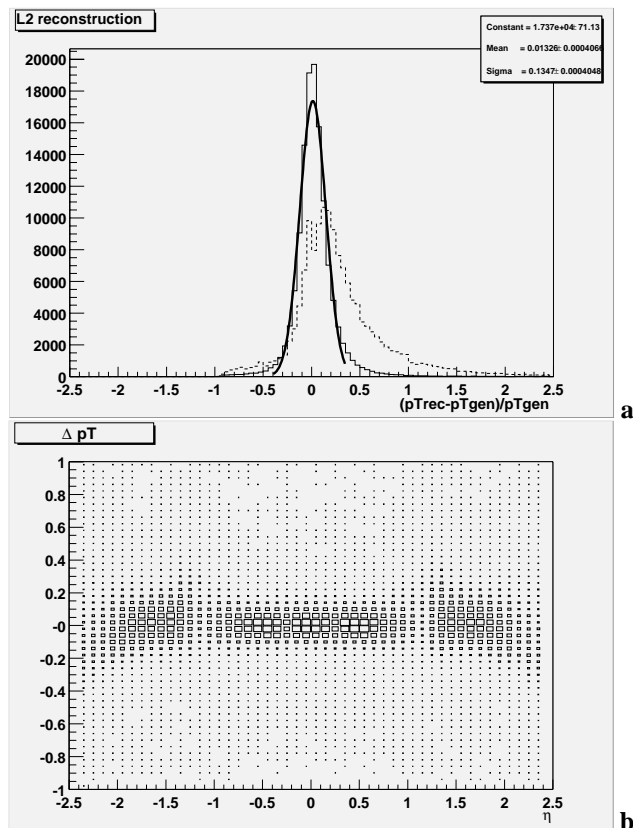 L2 reconstruction
Constant = 1.737e+04± 71.13
Mean = 0.01326± 0.0004066
Sigma = 0.1347± 0.0004048
20000
18000
16000
14000
12000
10000
8000
6000
4000
2000
0
-2.5 -2 -1.5 -1 -0.5 0 0.5 1 1.5 2 2.5
(pTrec-pTgen)/pTgen
a
Δ pT
1
0.8
0.6
0.4
0.2
-0
-0.2
-0.4
-0.6
-0.8
-1
-2.5 -2 -1.5 -1 -0.5 0 0.5 1 1.5 2 2.5
η
b